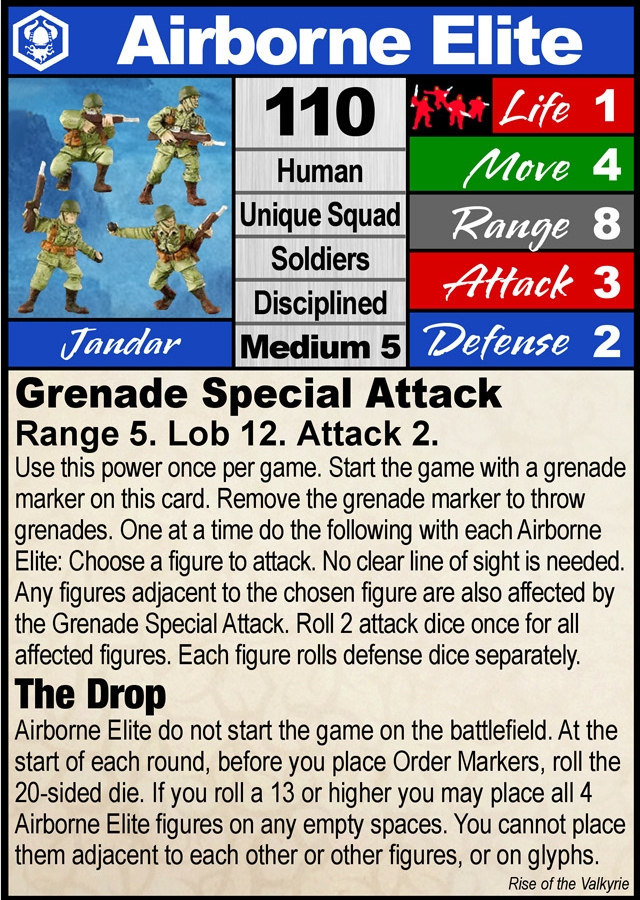 Airborne Elite
110
Human
Unique Squad
Soldiers
Disciplined
Medium 5
Life 1
Move 4
Range 8
Attack 3
Defense 2
Jandar
Grenade Special Attack
Range 5. Lob 12. Attack 2.
Use this power once per game. Start the game with a grenade
marker on this card. Remove the grenade marker to throw
grenades. One at a time do the following with each Airborne
Elite: Choose a figure to attack. No clear line of sight is needed.
Any figures adjacent to the chosen figure are also affected by
the Grenade Special Attack. Roll 2 attack dice once for all
affected figures. Each figure rolls defense dice separately.
The Drop
Airborne Elite do not start the game on the battlefield. At the
start of each round, before you place Order Markers, roll the
20-sided die. If you roll a 13 or higher you may place all 4
Airborne Elite figures on any empty spaces. You cannot place
them adjacent to each other or other figures, or on glyphs.
Rise of the Valkyrie